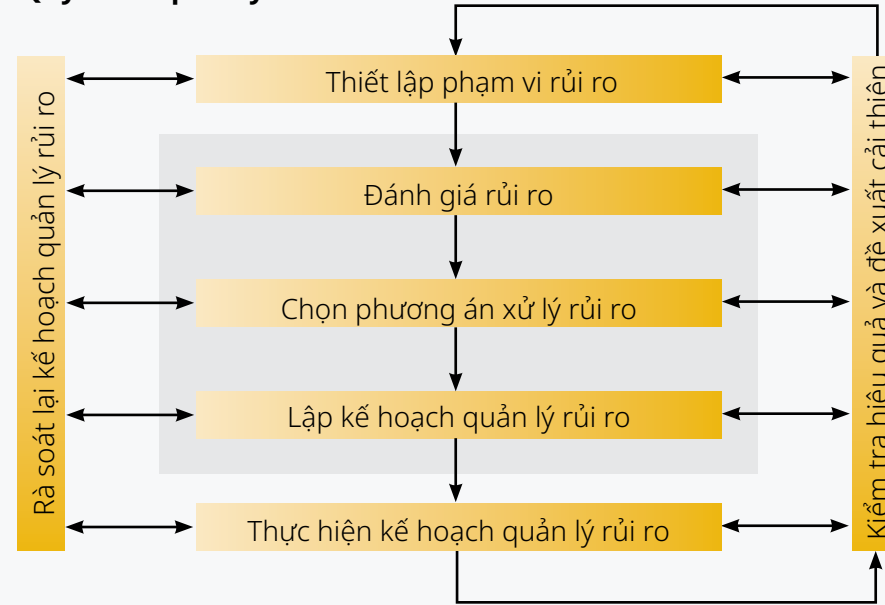 Thiết lập phạm vi rủi ro
Rà soát lại kế hoạch quản lý rủi ro
Đánh giá rủi ro
Chọn phương án xử lý rủi ro
Lập kế hoạch quản lý rủi ro
Thực hiện kế hoạch quản lý rủi ro
Kiểm tra hiệu quả và đề xuất cải thiện